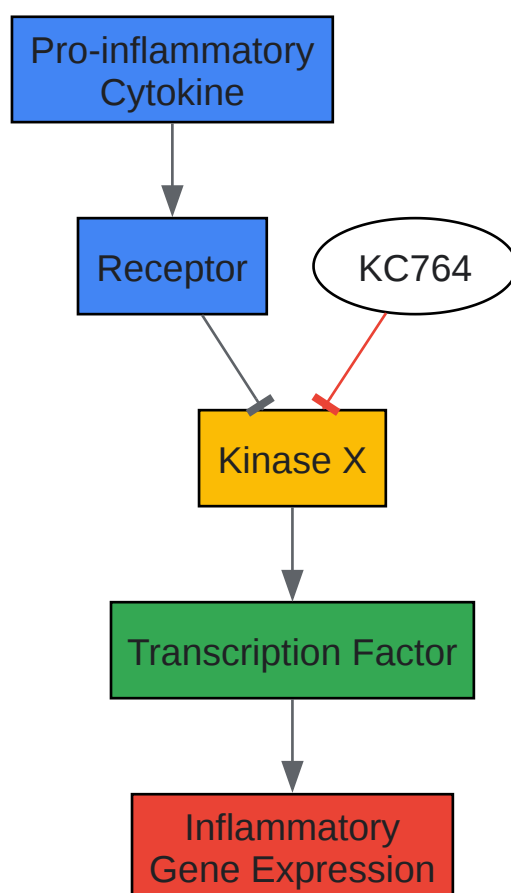 Pro-inflammatory
Cytokine
Receptor
KC764
Kinase X
Transcription Factor
Inflammatory
Gene Expression